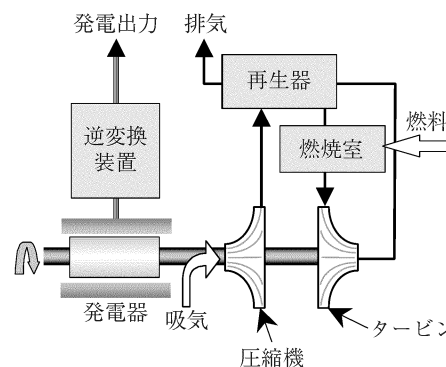 発電出力
排気
再生器
燃料
逆変換
装置
燃焼室
発電器
吸気
タービン
圧縮機